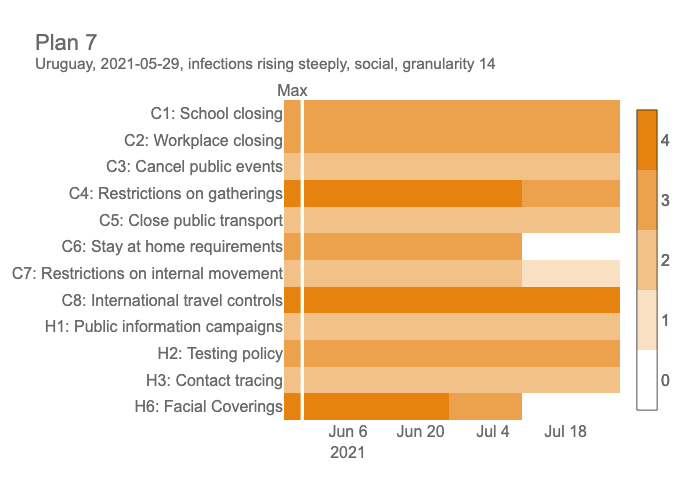 Plan 7
Uruguay, 2021-05-29, infections rising steeply, social, granularity 14
Max
C1: School closing
C2: Workplace closing
C3: Cancel public events
C4: Restrictions on gatherings
C5: Close public transport
C6: Stay at home requirements
C7: Restrictions on internal movement
C8: International travel controls
H1: Public information campaigns
H2: Testing policy
H3: Contact tracing
H6: Facial Coverings
Jun 6 Jun 20 Jul 4 Jul 18
2021
4
3
2
1
0